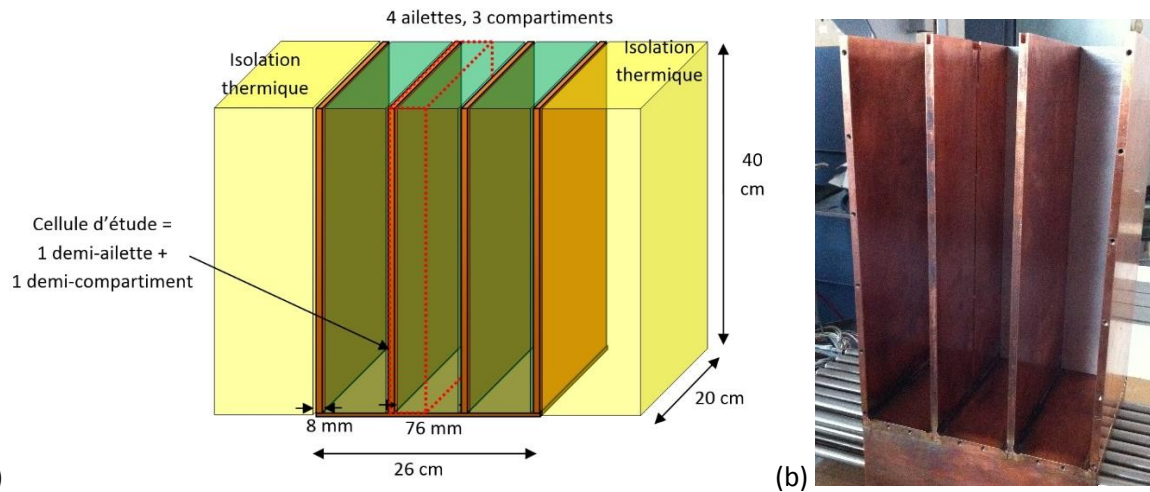 4 ailettes, 3 compartiments
Isolation
thermique
Isolation
thermique
40
cm
Cellule d'étude =
1 demi-ailette +
1 demi-compartiment
20 cm
8 mm
76 mm
26 cm
)
(b)